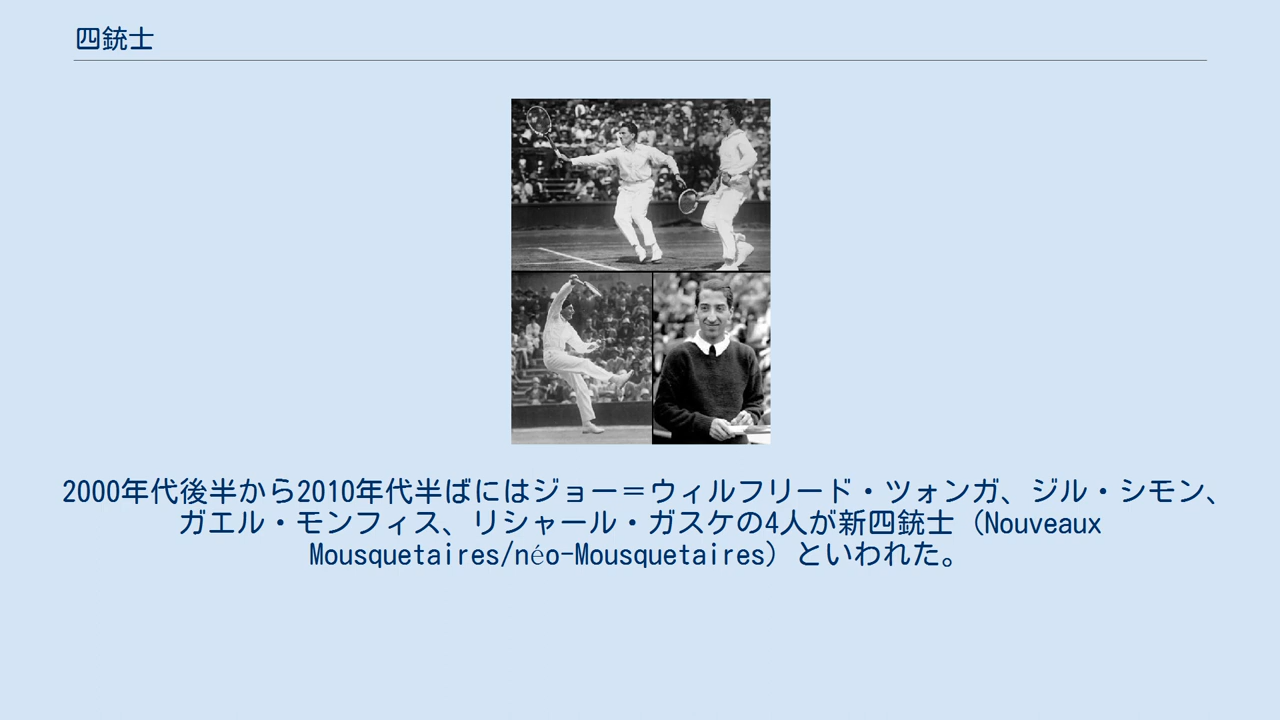 四銃士
2000年代後半から2010年代半ばにはジョー＝ウィルフリード・ツォンガ、ジル・シモン、
ガエル・モンフィス、リシャール・ガスケの4人が新四銃士（Nouveaux
Mousquetaires/néo-Mousquetaires）といわれた。